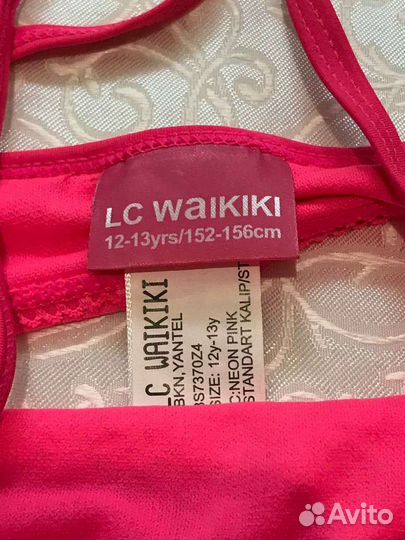 LC WAIKIKI
12-13yrs/152-156cm
LC WAIKIKI
BKN,YANTEL
SIZE: 12y-13y
C:NEON PINK
STANDART KALIP/ST
Avito